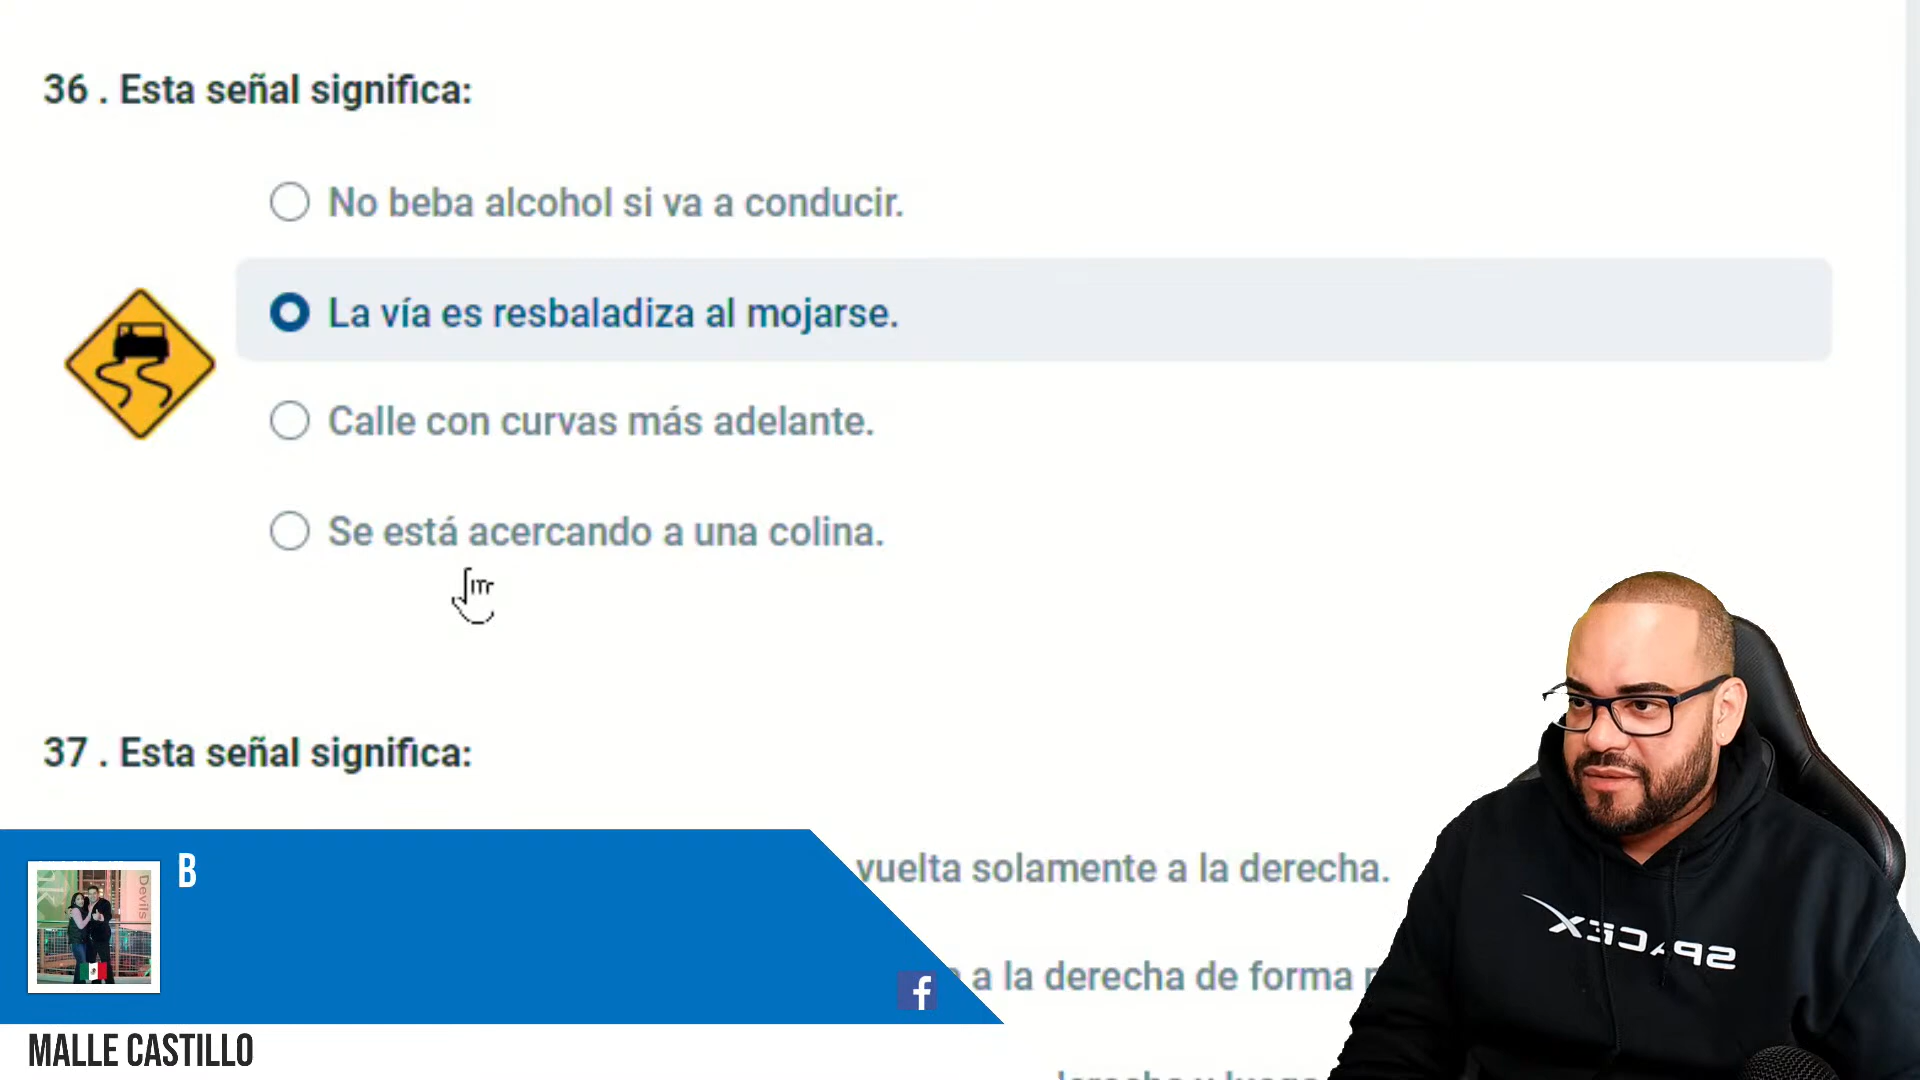 36 . Esta señal significa:
No beba alcohol si va a conducir.
La vía es resbaladiza al mojarse.
Calle con curvas más adelante.
Se está acercando a una colina.
37 . Esta señal significa:
vuelta solamente a la derecha.
a la derecha de forma
B
Devils
f
MALLE CASTILLO
SPACEX